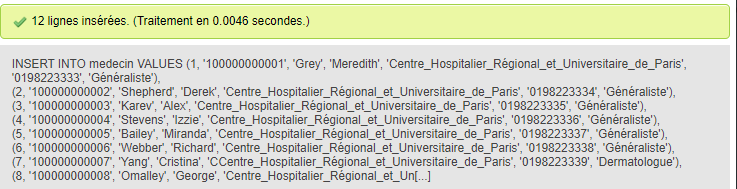 12 lignes insérées. (Traitement en 0.0046 secondes.)
INSERT INTO medecin VALUES (1, '100000000001', 'Grey', 'Meredith', 'Centre_Hospitalier_Régional_et_Universitaire_de_Paris',
'0198223333', 'Généraliste'),
(2, '100000000002', 'Shepherd', 'Derek', 'Centre_Hospitalier_Régional_et_Universitaire_de_Paris', '0198223334', 'Généraliste'),
(3, '100000000003', 'Karev', 'Alex', 'Centre_Hospitalier_Régional_et_Universitaire_de_Paris', '0198223335', 'Généraliste'),
(4, '100000000004', 'Stevens', 'Izzie', 'Centre_Hospitalier_Régional_et_Universitaire_de_Paris', '0198223336', 'Généraliste'),
(5, '100000000005', 'Bailey', 'Miranda', 'Centre_Hospitalier_Régional_et_Universitaire_de_Paris', '0198223337', 'Généraliste'),
(6, '100000000006', 'Webber', 'Richard', 'Centre_Hospitalier_Régional_et_Universitaire_de_Paris', '0198223338', 'Généraliste'),
(7, '100000000007', 'Yang', 'Cristina', 'CCentre_Hospitalier_Régional_et_Universitaire_de_Paris', '0198223339', 'Dermatologue'),
(8, '100000000008', 'Omalley', 'George', 'Centre_Hospitalier_Régional_et_Un[...]